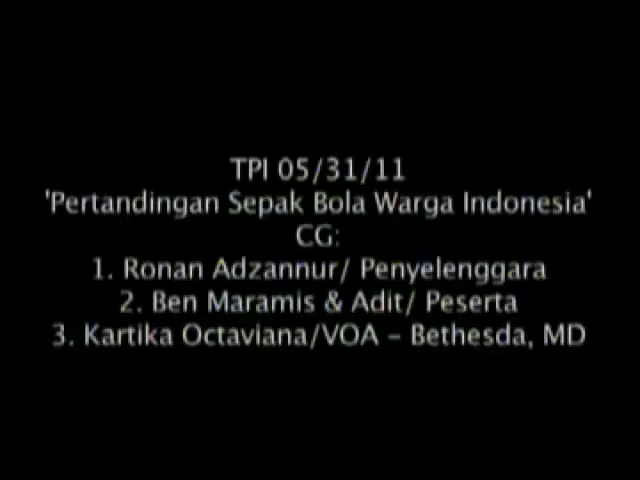 TPI 05/31/11
'Pertandingan Sepak Bola Warga Indonesia'
CG:
1. Ronan Adzannur/ Penyelenggara
2. Ben Maramis & Adit/ Peserta
3. Kartika Octaviana/VOA – Bethesda, MD